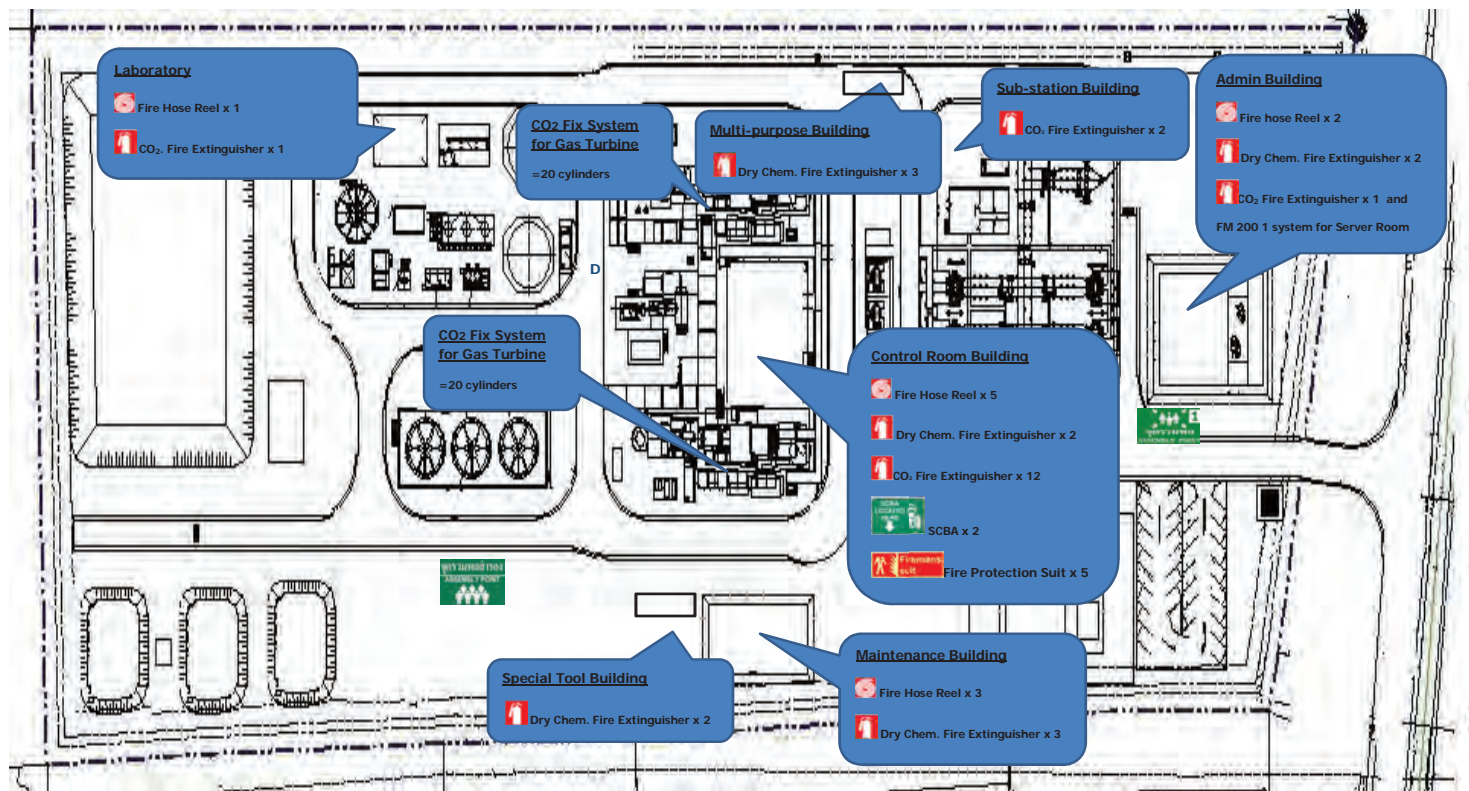 Laboratory
Fire Hose Reel x 1
CO2. Fire Extinguisher x 1
CO2 Fix System
for Gas Turbine
=20 cylinders
Multi-purpose Building
Dry Chem. Fire Extinguisher x 3
Sub-station Building
CO2 Fire Extinguisher x 2
Admin Building
Fire hose Reel x 2
Dry Chem. Fire Extinguisher x 2
CO2 Fire Extinguisher x 1 and
FM 200 1 system for Server Room
D
CO2 Fix System
for Gas Turbine
=20 cylinders
Control Room Building
Fire Hose Reel x 5
Dry Chem. Fire Extinguisher x 2
CO2 Fire Extinguisher x 12
SCBA
LOCATED
SCBA x 2
Firemans
suit
Fire Protection Suit x 5
ASSEMBLY POINT
ASSEMBLY POINT
Special Tool Building
Dry Chem. Fire Extinguisher x 2
Maintenance Building
Fire Hose Reel x 3
Dry Chem. Fire Extinguisher x 3